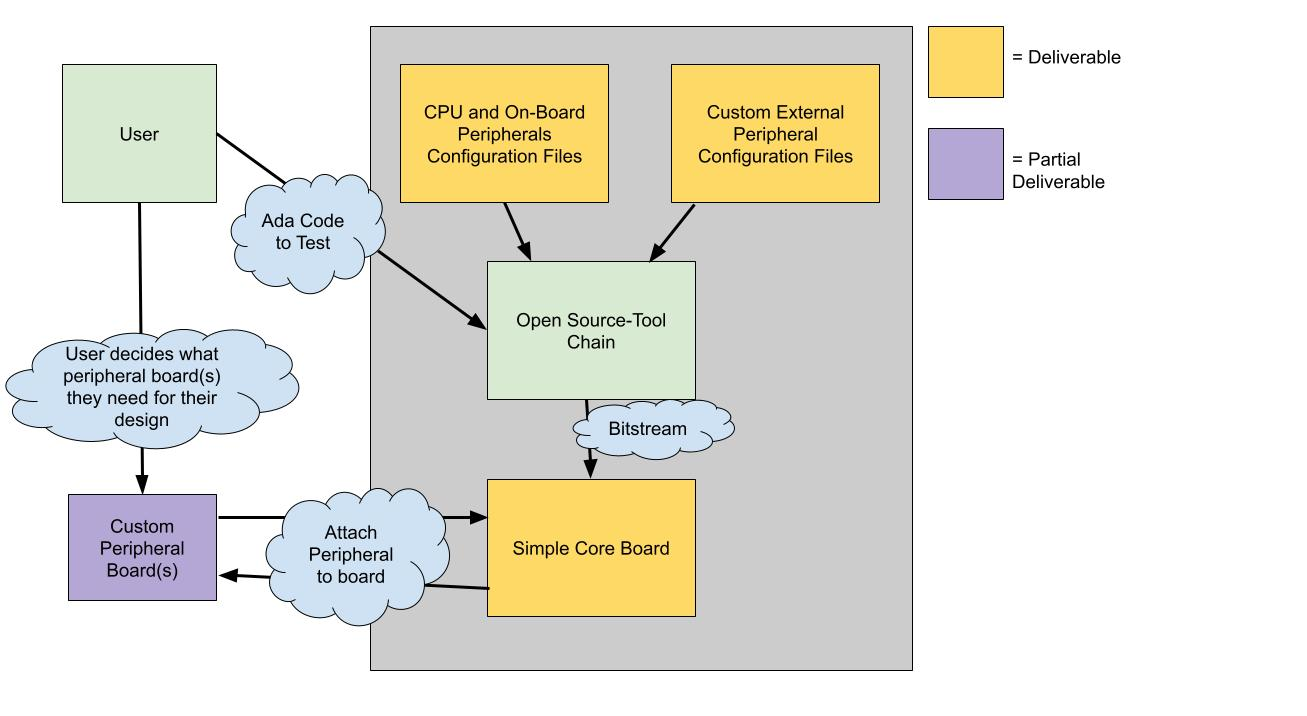 User
CPU and On-Board
Peripherals
Configuration Files
Custom External
Peripheral
Configuration Files
= Deliverable
= Partial
Deliverable
Ada Code
to Test
Open Source-Tool
Chain
User decides what
peripheral board(s)
they need for their
design
Bitstream
Custom
Peripheral
Board(s)
Attach
Peripheral
to board
Simple Core Board